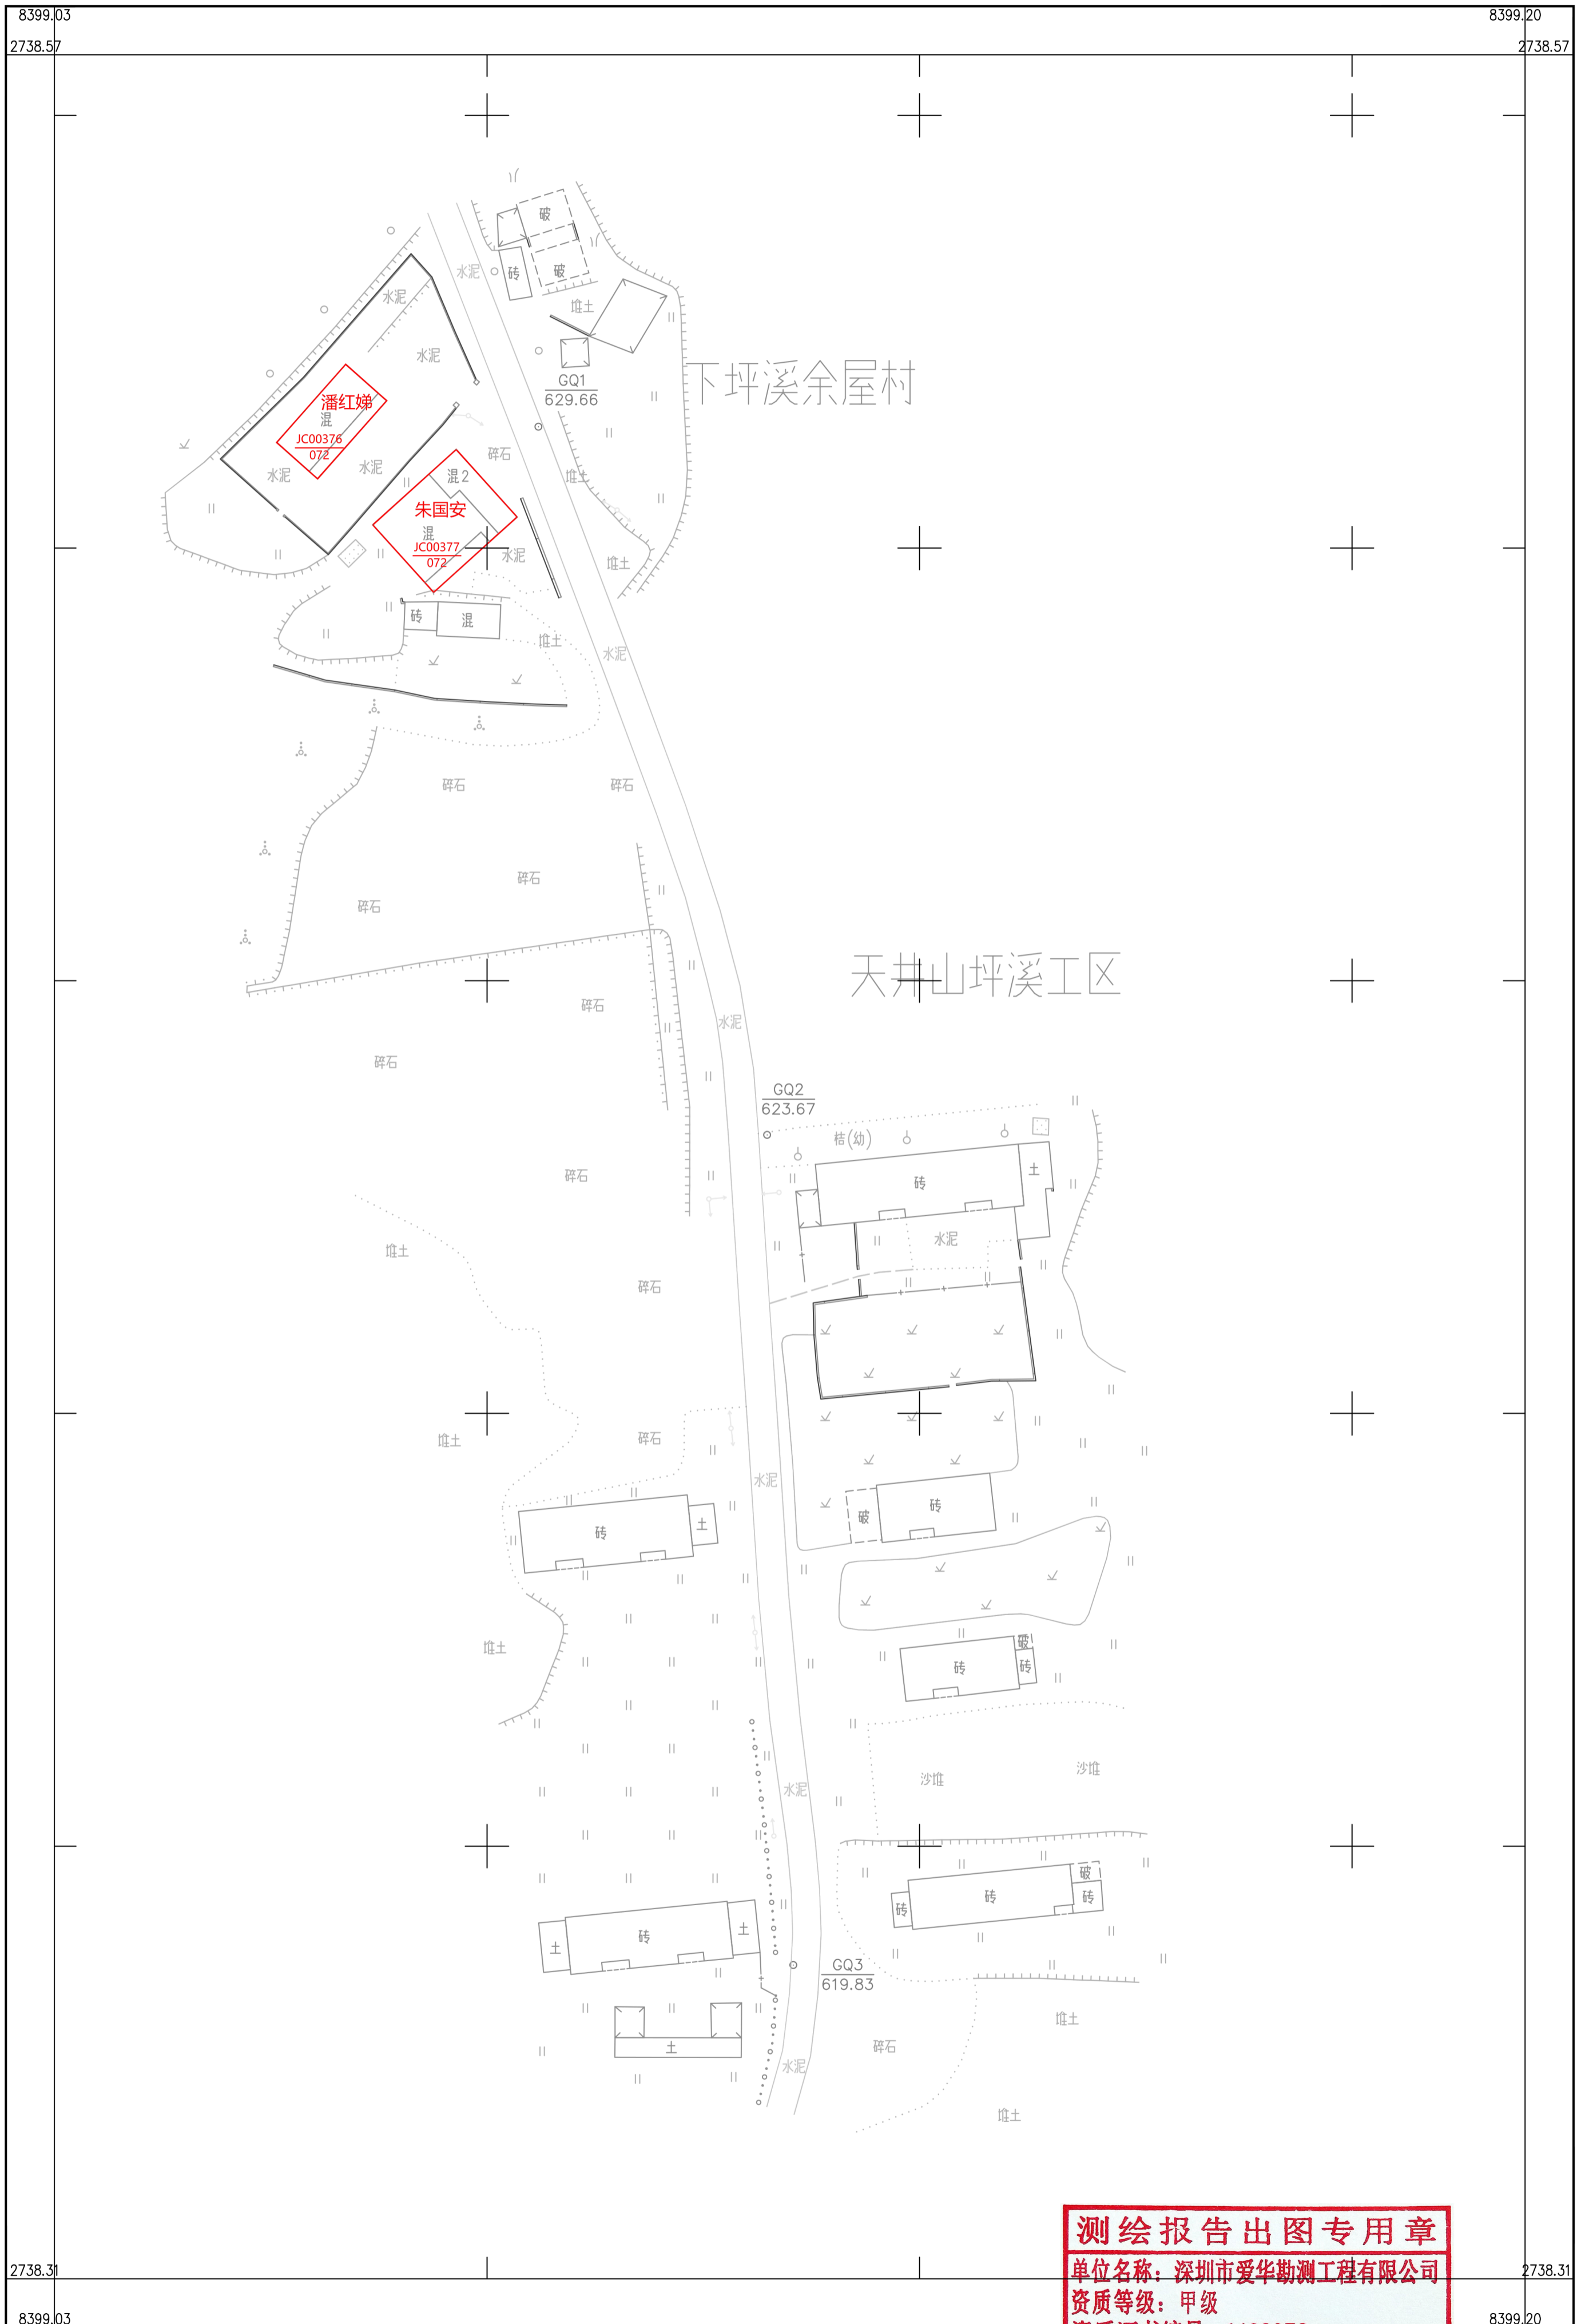 8399.03
8399.20
2738.57
2738.57
破
水泥
砖
破
水泥
堆土
水泥
下坪溪余屋村
GQ1
629.66
潘红娣
混
JC00376
072
碎石
水泥
水泥
混2
堆土
朱国安
混
JC00377
072
水泥
堆土
砖
混
堆土
水泥
碎石
碎石
碎石
碎石
天井山坪溪工区
碎石
水泥
碎石
GQ2
623.67
桔(幼)
土
碎石
砖
水泥
堆土
碎石
堆土
碎石
水泥
砖
破
土
砖
破
堆土
砖
砖
沙堆
沙堆
水泥
破
砖
砖
砖
土
砖
土
GQ3
619.83
堆土
土
碎石
水泥
堆土
测绘报告出图专用章
单位名称：深圳市爱华勘测工程有限公司
2738.31
2738.31
资质等级：甲级
8399.03
8399.20